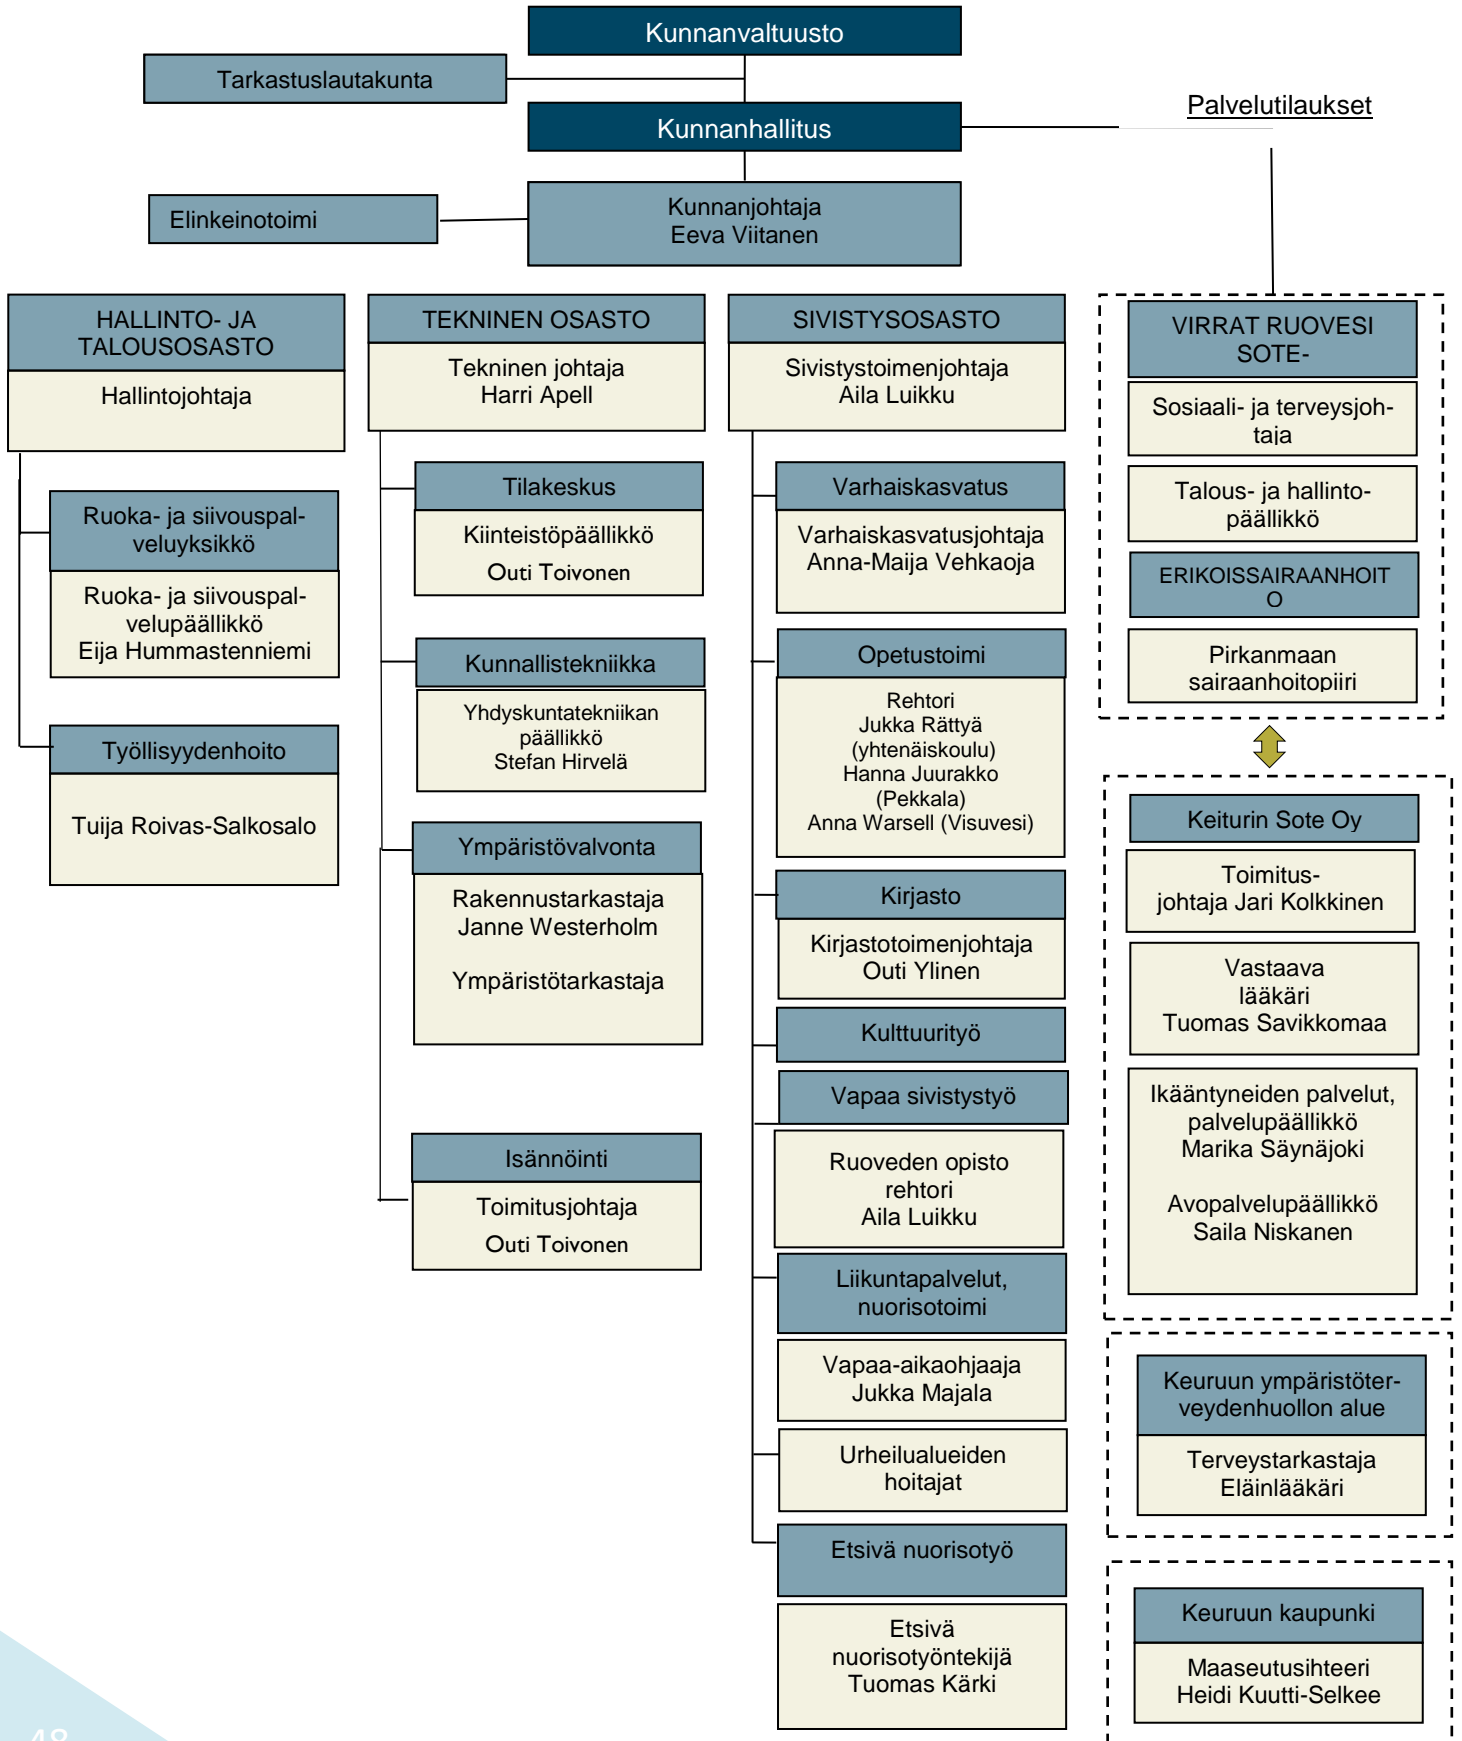 Kunnanvaltuusto
Tarkastuslautakunta
Kunnanhallitus
Palvelutilaukset
Elinkeinotoimi
Kunnanjohtaja
Eeva Viitanen
HALLINTO- JA
TALOUSOSASTO
Hallintojohtaja
Ruoka- ja siivouspal-
veluyksikkö
Ruoka- ja siivouspal-
velupäällikkö
Eija Hummastenniemi
Työllisyydenhoito
Tuija Roivas-Salkosalo
TEKNINEN OSASTO
Tekninen johtaja
Harri Apell
Tilakeskus
Kiinteistöpäällikkö
Outi Toivonen
Kunnallistekniikka
Yhdyskuntatekniikan
päällikkö
Stefan Hirvelä
Ympäristövalvonta
Rakennustarkastaja
Janne Westerholm
Ympäristötarkastaja
Isännöinti
Toimitusjohtaja
Outi Toivonen
SIVISTYSOSASTO
Sivistystoimenjohtaja
Aila Luikku
Varhaiskasvatus
Varhaiskasvatusjohtaja
Anna-Maija Vehkaoja
Opetustoimi
Rehtori
Jukka Rättyä
(yhtenäiskoulu)
Hanna Juurakko
(Pekkala)
Anna Warsell (Visuvesi)
Kirjasto
Kirjastotoimenjohtaja
Outi Ylinen
Kulttuurityö
Vapaa sivistystyö
Ruoveden opisto
rehtori
Aila Luikku
Liikuntapalvelut,
nuorisotoimi
Vapaa-aikaohjaaja
Jukka Majala
Urheilualueiden
hoitajat
Etsivä nuorisotyö
Etsivä
nuorisotyöntekijä
Tuomas Kärki
VIRRAT RUOVESI
SOTE-
Sosiaali- ja terveysjoh-
taja
Talous- ja hallinto-
päällikkö
ERIKOISSAIRAANHOIT
O
Pirkanmaan
sairaanhoitopiiri
Keiturin Sote Oy
Toimitus-
johtaja Jari Kolkkinen
Vastaava
lääkäri
Tuomas Savikkomaa
Ikääntyneiden palvelut,
palvelupäällikkö
Marika Säynäjoki
Avopalvelupäällikkö
Saila Niskanen
Keuruun ympäristöter-
veydenhuollon alue
Terveystarkastaja
Eläinlääkäri
Keuruun kaupunki
Maaseutusihteeri
Heidi Kuutti-Selkee
48